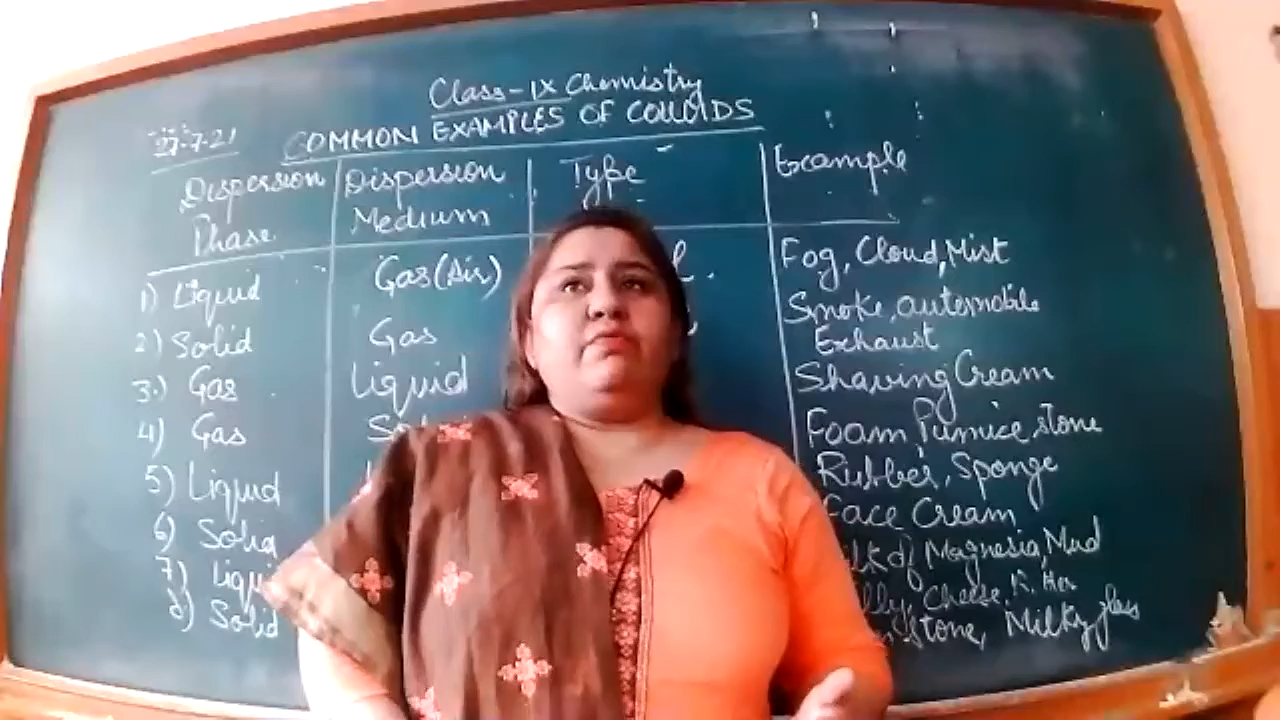 Class-IX Chemistry
27-7-21 COMMON EXAMPLES OF COLLOIDS
Dispersion Phase Dispersion Medium Type Example
1) Liquid Gas (Air) Fog, Cloud, Mist
2) Solid Gas Smoke, automobile Exhaust
3.) Gas Liquid Shaving Cream
4) Gas Foam, Pumice, stone
Rubber, Sponge
5) Liquid Face Cream
6) Solid of Magnesia, Mud
7) Cheese,
8) Solid stone, Milky glass